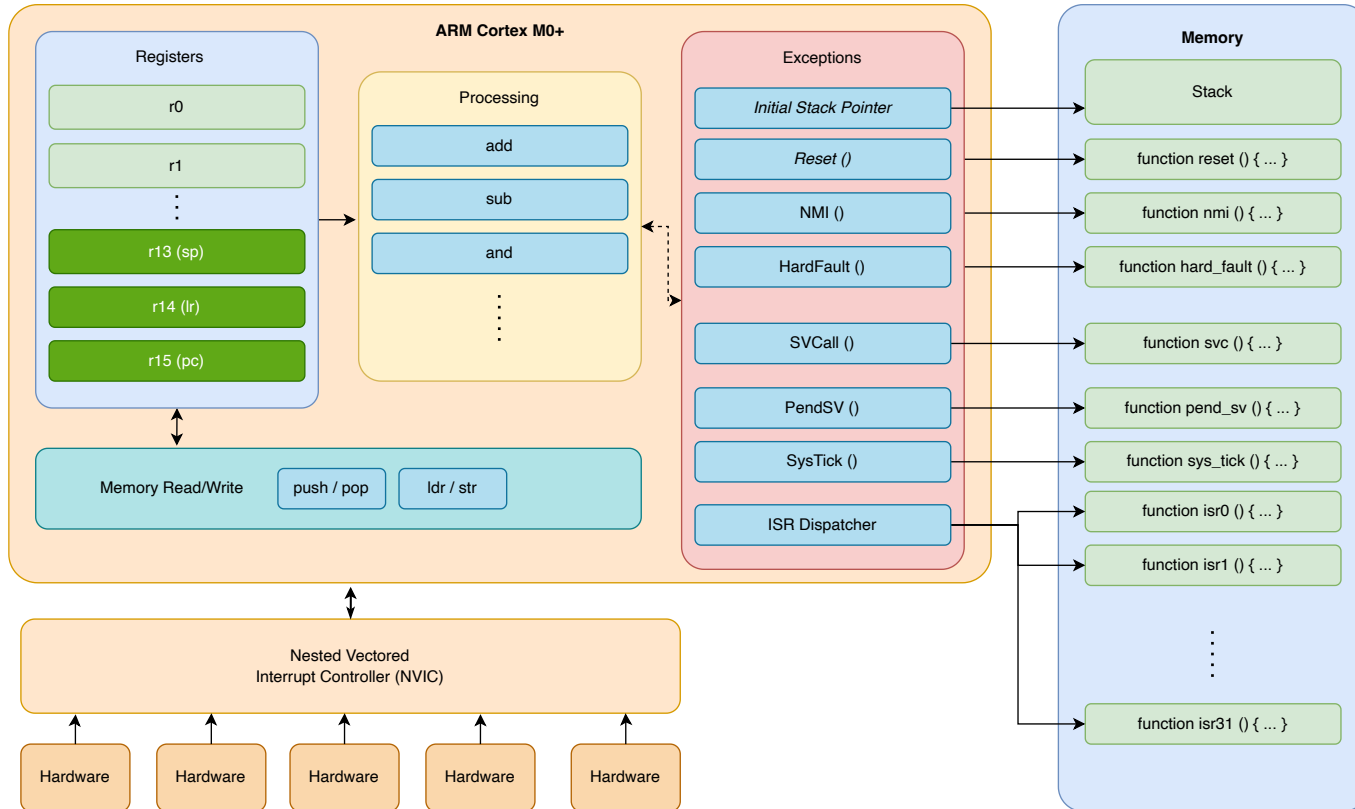 ARM Cortex M0+
Registers
r0
r1
r13 (sp)
r14 (lr)
r15 (pc)
Processing
add
sub
and
Exceptions
Initial Stack Pointer
Reset ()
NMI ()
HardFault ()
SVCall ()
PendSV ()
SysTick ()
ISR Dispatcher
Memory Read/Write
push / pop
ldr / str
Memory
Stack
function reset () { ... }
function nmi () { ... }
function hard_fault () { ... }
function svc () { ... }
function pend_sv () { ... }
function sys_tick () { ... }
function isr0 () { ... }
function isr1 () { ... }
function isr31 () { ... }
Nested Vectored
Interrupt Controller (NVIC)
Hardware
Hardware
Hardware
Hardware
Hardware